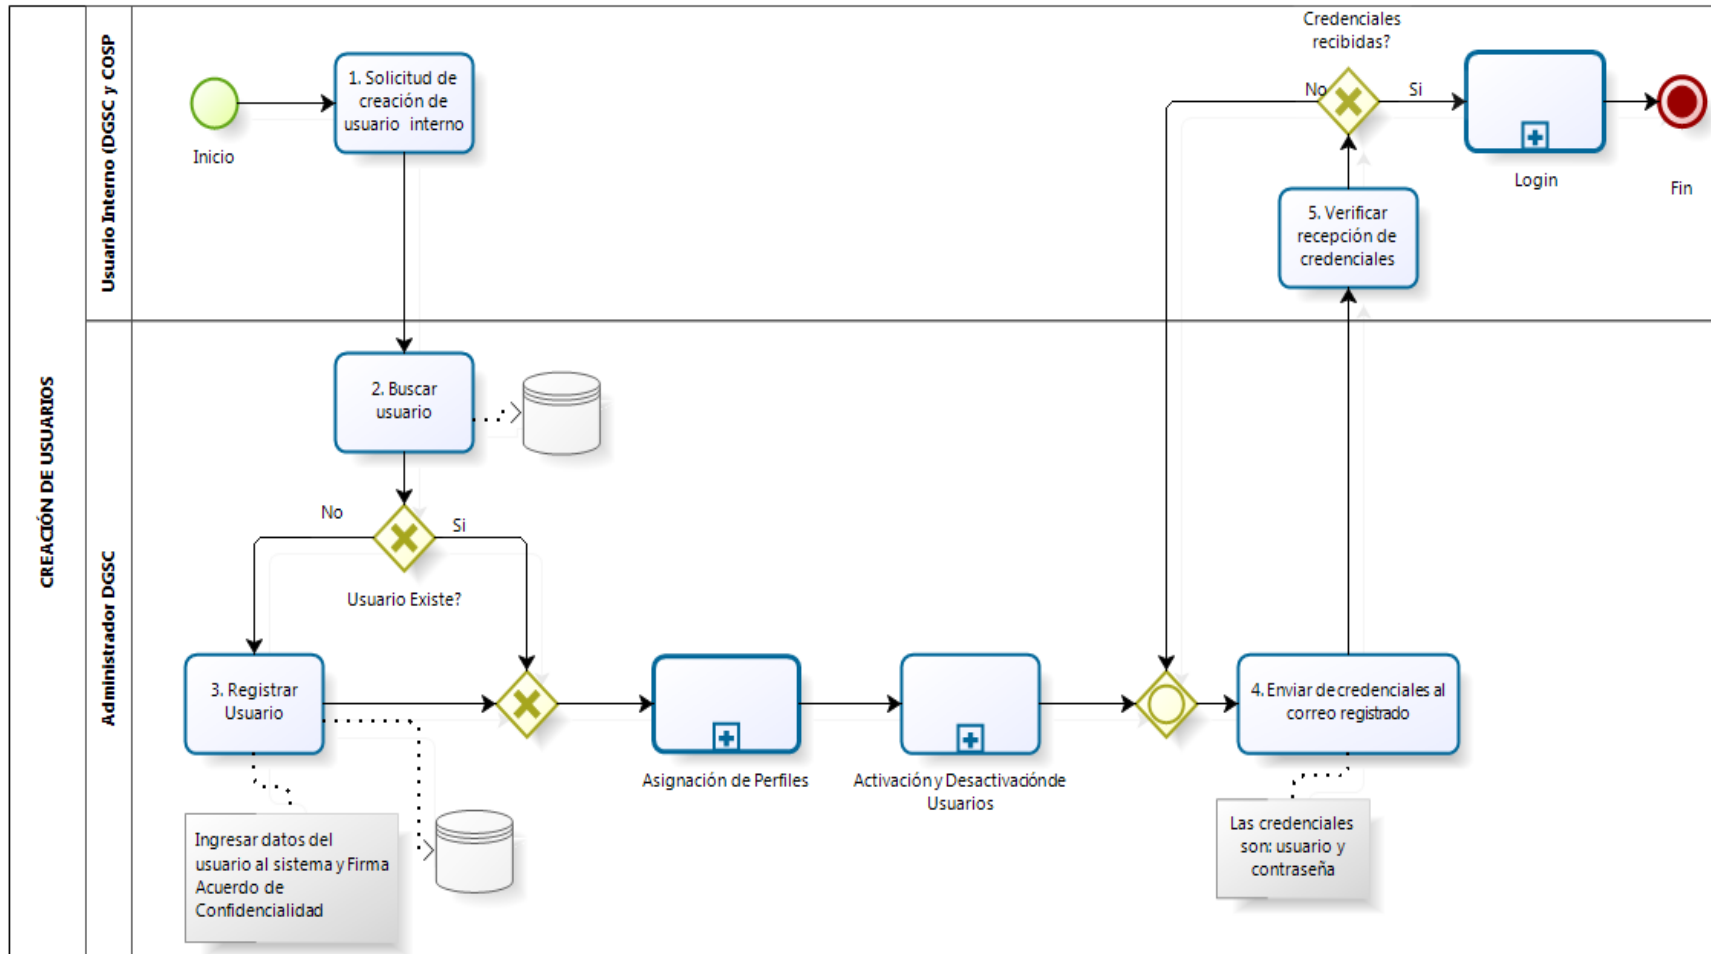 CREACIÓN DE USUARIOS
Usuario Interno (DGSC y COSP
Inicio
1. Solicitud de
creación de
usuario interno
Credenciales
recibidas?
No
Si
Login
Fin
5. Verificar
recepción de
credenciales
Administrador DGSC
2. Buscar
usuario
No
Si
Usuario Existe?
3. Registrar
Usuario
Asignación de Perfiles
Activación y Desactivaciónde
Usuarios
4. Enviar de credenciales al
correo registrado
Ingresar datos del
usuario al sistema y Firma
Acuerdo de
Confidencialidad
Las credenciales
son: usuario y
contraseña